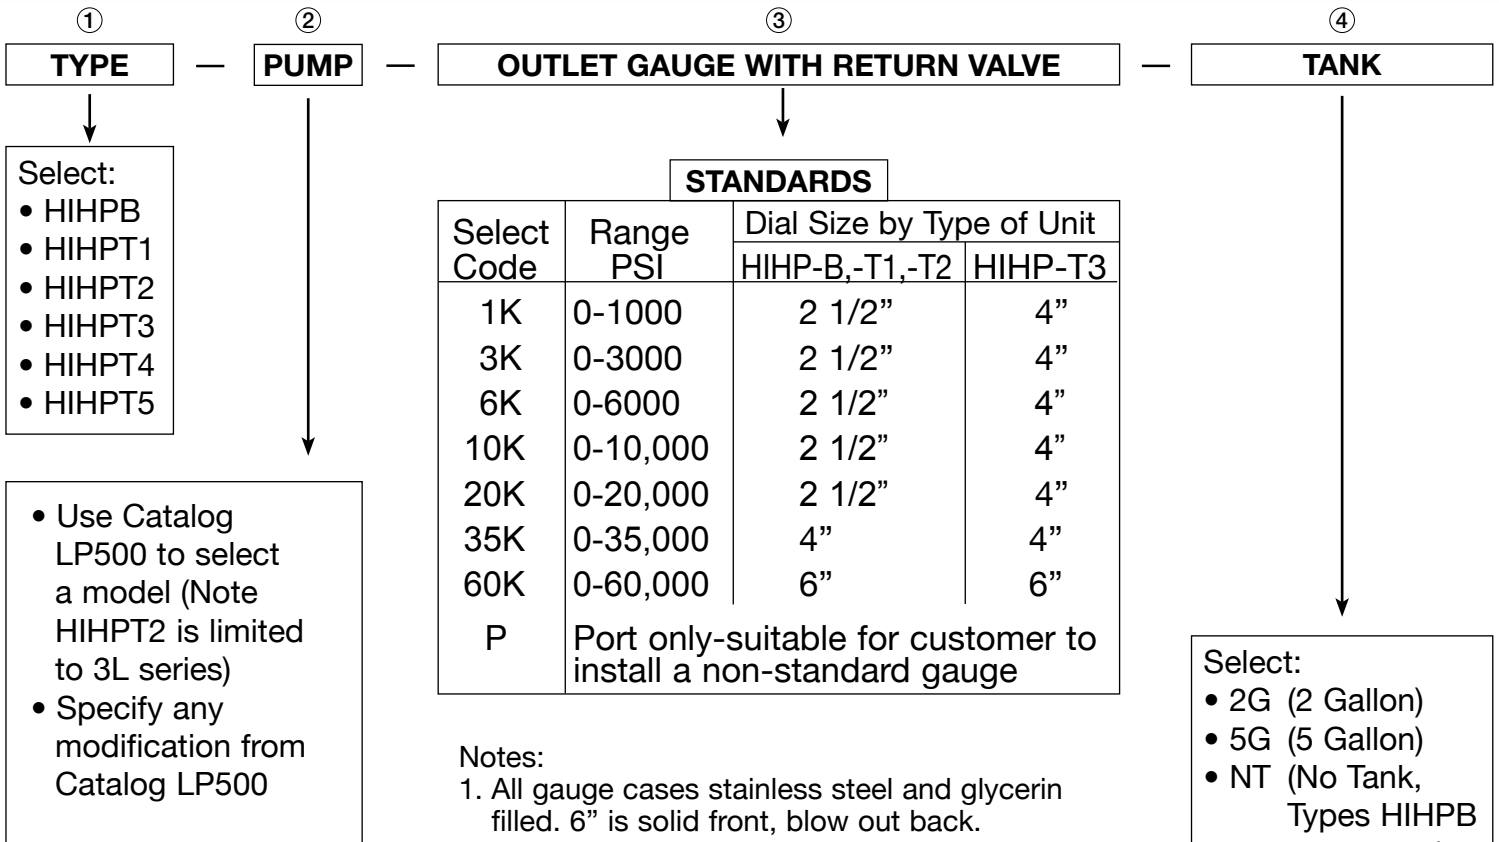 ① ② ③ ④
TYPE — PUMP — OUTLET GAUGE WITH RETURN VALVE — TANK
Select:
• HIHPB
• HIHPT1
• HIHPT2
• HIHPT3
• HIHPT4
• HIHPT5
• Use Catalog
LP500 to select
a model (Note
HIHPT2 is limited
to 3L series)
• Specify any
modification from
Catalog LP500
STANDARDS
Select Code Range PSI Dial Size by Type of Unit
HIHP-B,-T1,-T2 HIHP-T3
1K 0-1000 2 1/2” 4”
3K 0-3000 2 1/2” 4”
6K 0-6000 2 1/2" 4”
10K 0-10,000 2 1/2” 4”
20K 0-20,000 2 1/2” 4”
35K 0-35,000 4” 4”
60K 0-60,000 6” 6”
P Port only-suitable for customer to
install a non-standard gauge
Notes:
1. All gauge cases stainless steel and glycerin
filled. 6” is solid front, blow out back.
Select:
• 2G (2 Gallon)
• 5G (5 Gallon)
• NT (No Tank,
Types HIHPB